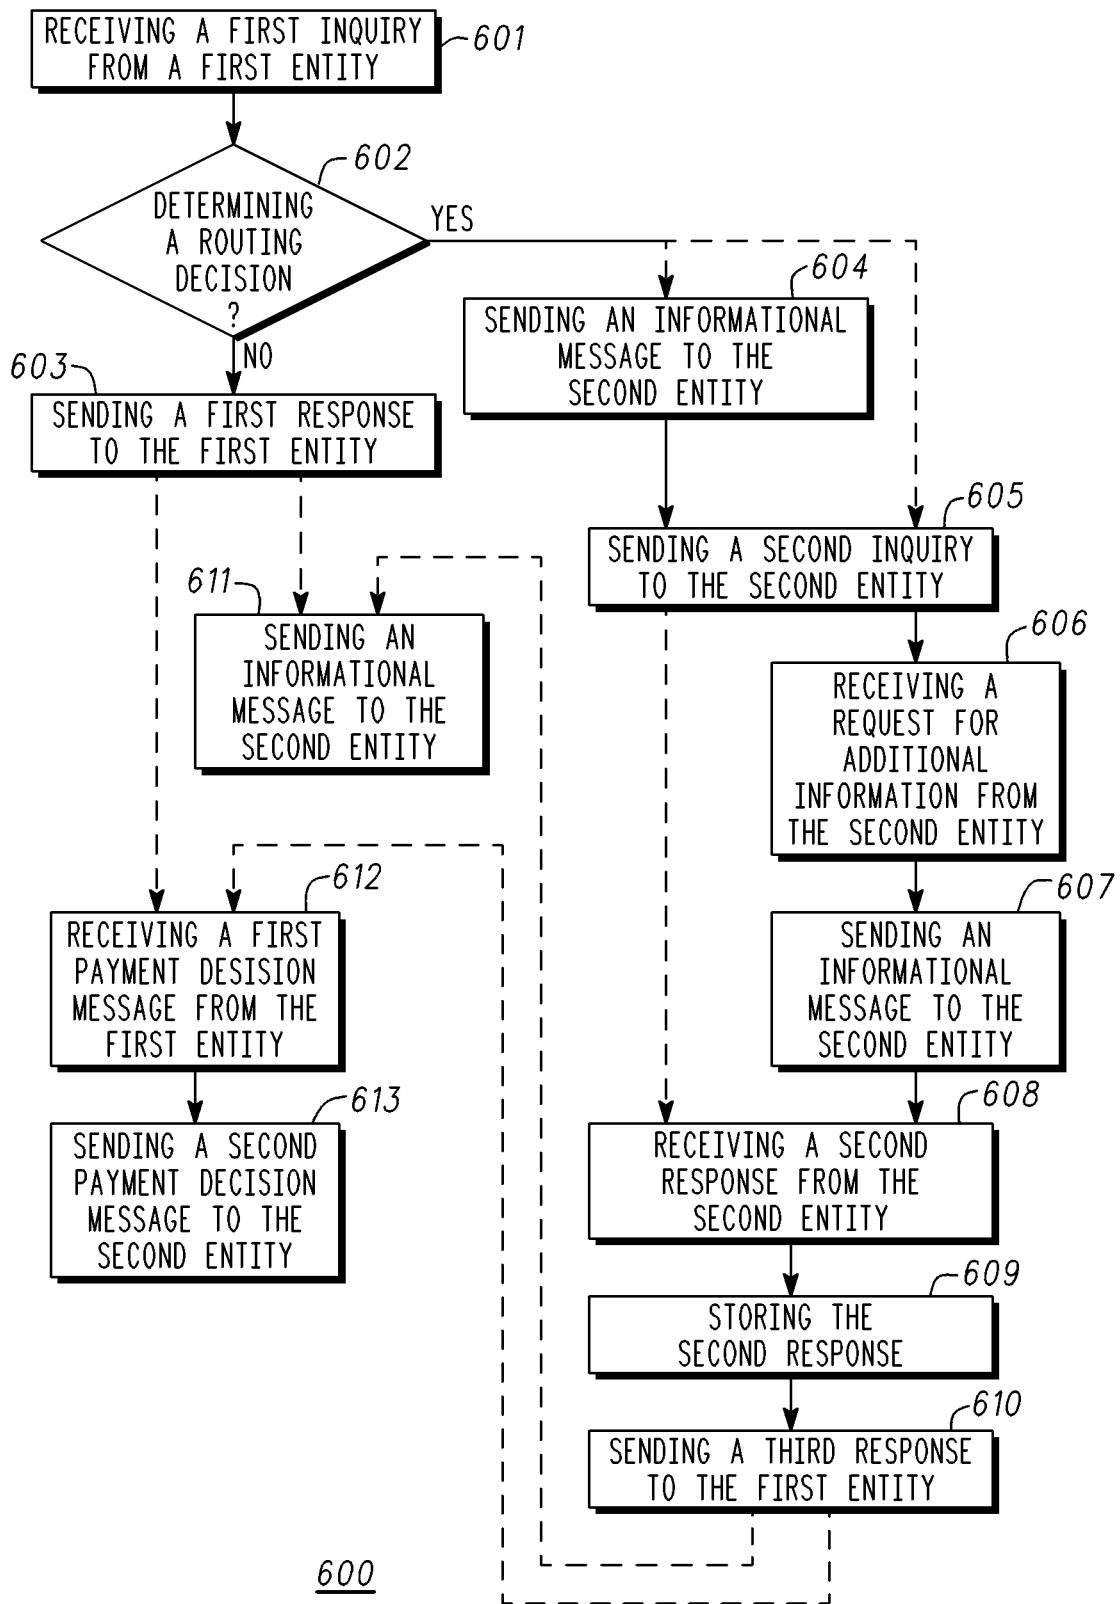 RECEIVING A FIRST INQUIRY
FROM A FIRST ENTITY
601
602
DETERMINING
A ROUTING
DECISION
?
YES
NO
603
SENDING A FIRST RESPONSE
TO THE FIRST ENTITY
604
SENDING AN INFORMATIONAL
MESSAGE TO THE
SECOND ENTITY
605
SENDING A SECOND INQUIRY
TO THE SECOND ENTITY
606
RECEIVING A
REQUEST FOR
ADDITIONAL
INFORMATION FROM
THE SECOND ENTITY
607
SENDING AN
INFORMATIONAL
MESSAGE TO THE
SECOND ENTITY
608
RECEIVING A SECOND
RESPONSE FROM THE
SECOND ENTITY
609
STORING THE
SECOND RESPONSE
610
SENDING A THIRD RESPONSE
TO THE FIRST ENTITY
611
SENDING AN
INFORMATIONAL
MESSAGE TO THE
SECOND ENTITY
612
RECEIVING A FIRST
PAYMENT DESISION
MESSAGE FROM THE
FIRST ENTITY
613
SENDING A SECOND
PAYMENT DECISION
MESSAGE TO THE
SECOND ENTITY
600